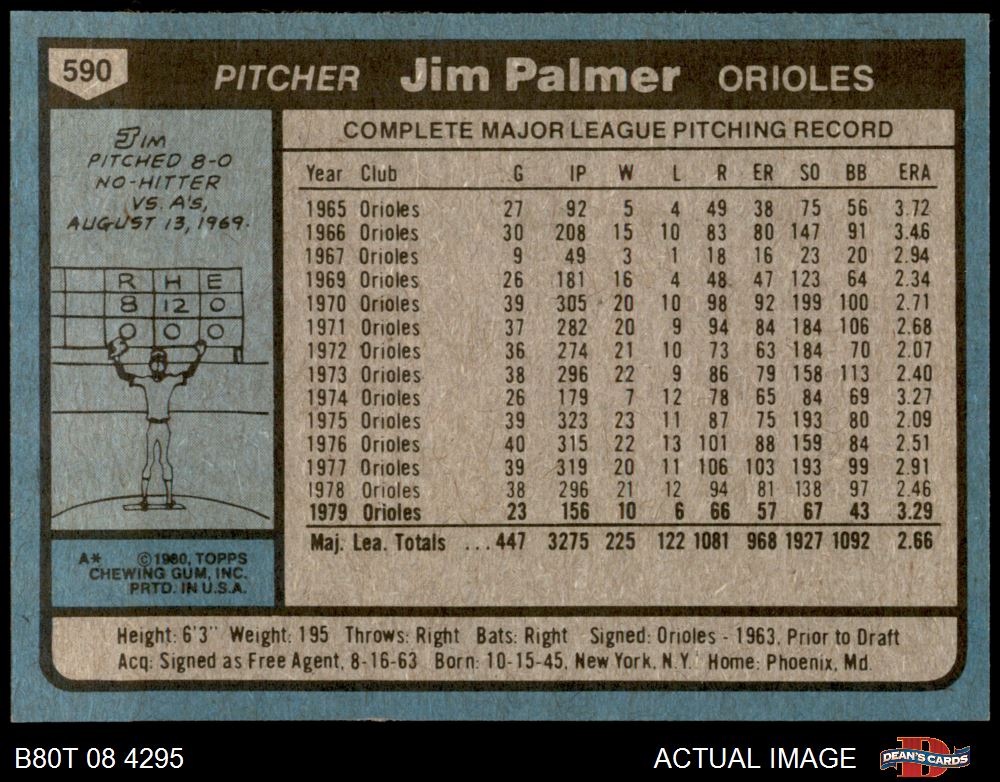 590 PITCHER Jim Palmer ORIOLES
JIM
PITCHED 8-0
NO-HITTER
VS. A'S,
AUGUST 13, 1969.
R H E
8 12 0
0 0 0
A* ©1980, TOPPS
CHEWING GUM, INC.
PRTD. IN U.S.A.
COMPLETE MAJOR LEAGUE PITCHING RECORD
Year Club G IP W L R ER SO BB ERA
1965 Orioles 27 92 5 4 49 38 75 56 3.72
1966 Orioles 30 208 15 10 83 80 147 91 3.46
1967 Orioles 9 49 3 1 18 16 23 20 2.94
1969 Orioles 26 181 16 4 48 47 123 64 2.34
1970 Orioles 39 305 20 10 98 92 199 100 2.71
1971 Orioles 37 282 20 9 94 84 184 106 2.68
1972 Orioles 36 274 21 10 73 63 184 70 2.07
1973 Orioles 38 296 22 9 86 79 158 113 2.40
1974 Orioles 26 179 7 12 78 65 84 69 3.27
1975 Orioles 39 323 23 11 87 75 193 80 2.09
1976 Orioles 40 315 22 13 101 88 159 84 2.51
1977 Orioles 39 319 20 11 106 103 193 99 2.91
1978 Orioles 38 296 21 12 94 81 138 97 2.46
1979 Orioles 23 156 10 6 66 57 67 43 3.29
Maj. Lea. Totals ...447 3275 225 122 1081 968 1927 1092 2.66
Height: 6'3" Weight: 195 Throws: Right Bats: Right Signed: Orioles - 1963, Prior to Draft
Acq: Signed as Free Agent, 8-16-63 Born: 10-15-45, New York, N.Y. Home: Phoenix, Md.
B80T 08 4295 ACTUAL IMAGE DEAN'S CARDS